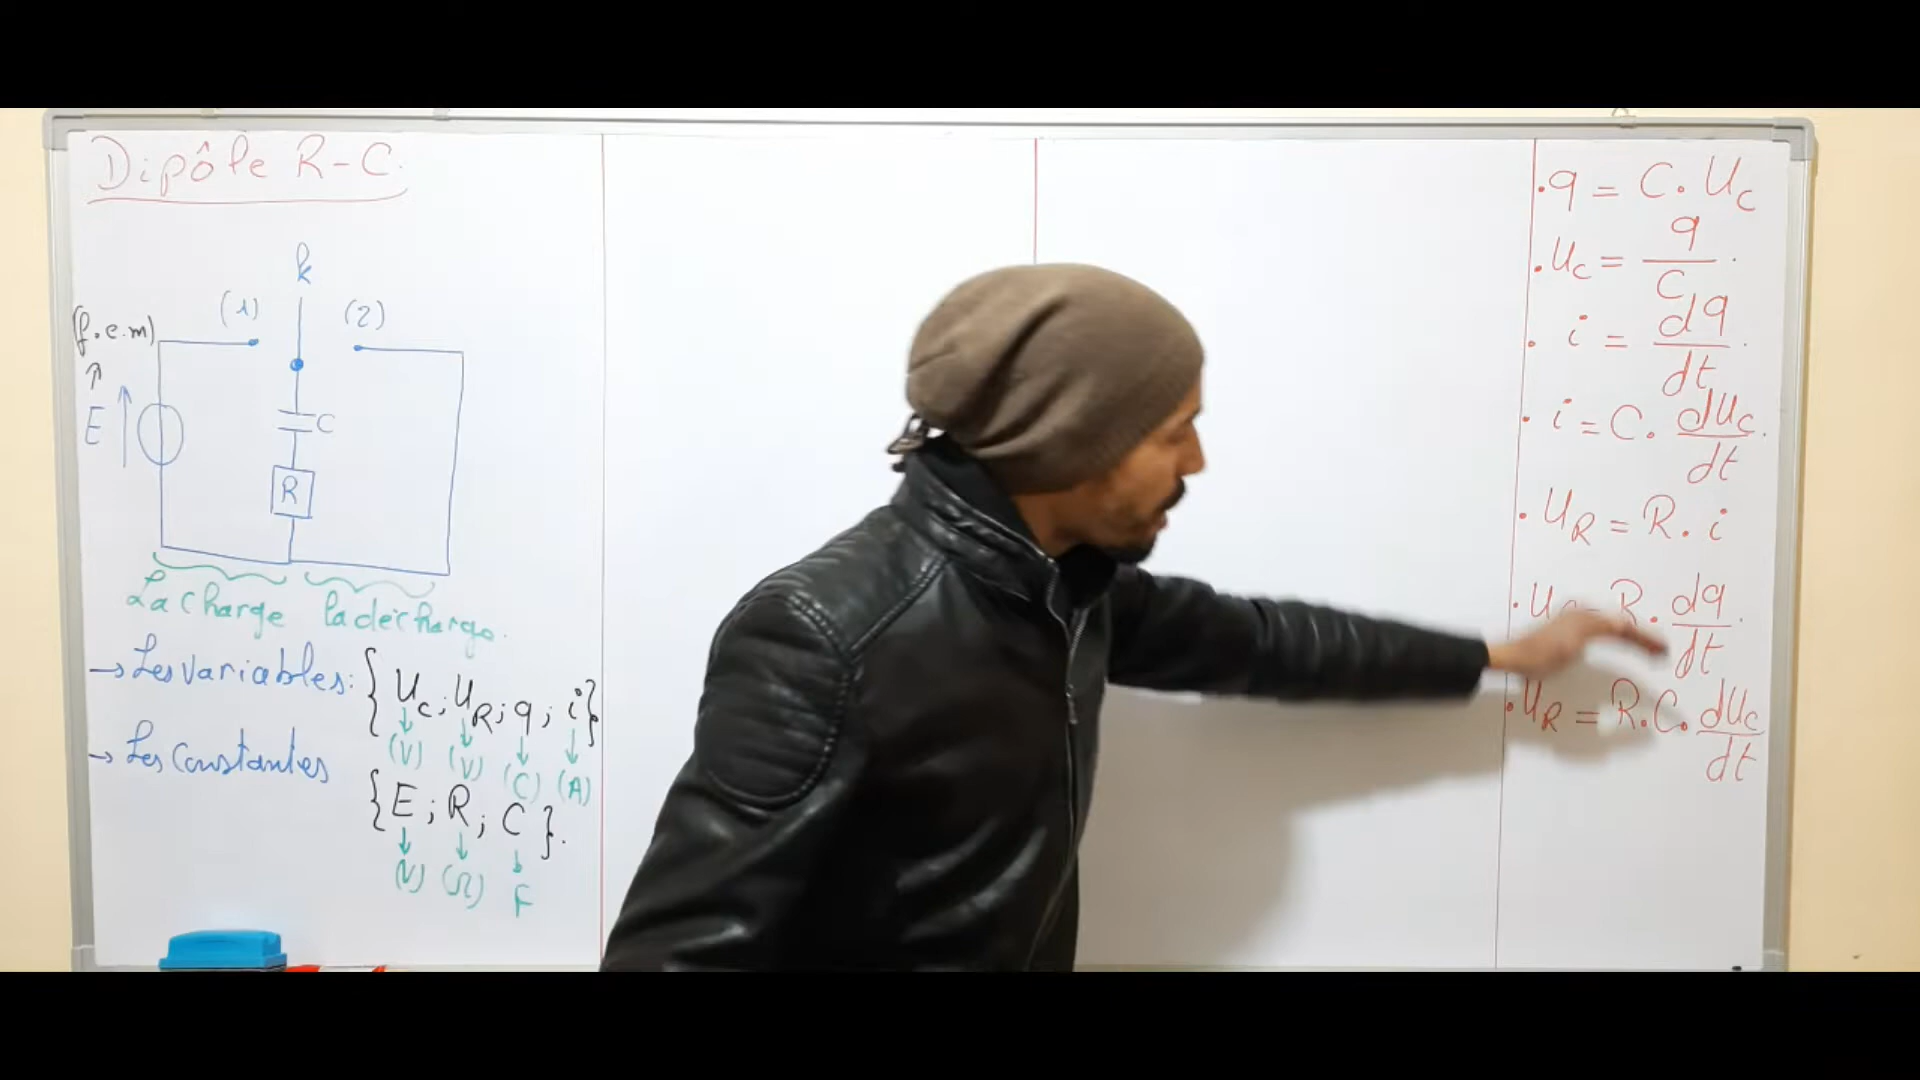 Dipôle R-C.
k
(1) (2)
(f.e.m)
E
C
R
La charge la décharge.
→ Les variables: {Uc; UR; q; i}
(V) (V) (C) (A)
→ Les Constantes
{E; R; C}.
(V) (Ω) F
. q = C. Uc
. Uc = q/C .
. i = dq/dt .
. i = C. dUc/dt .
. UR = R. i
R. dq/dt .
. UR = R.C. dUc/dt